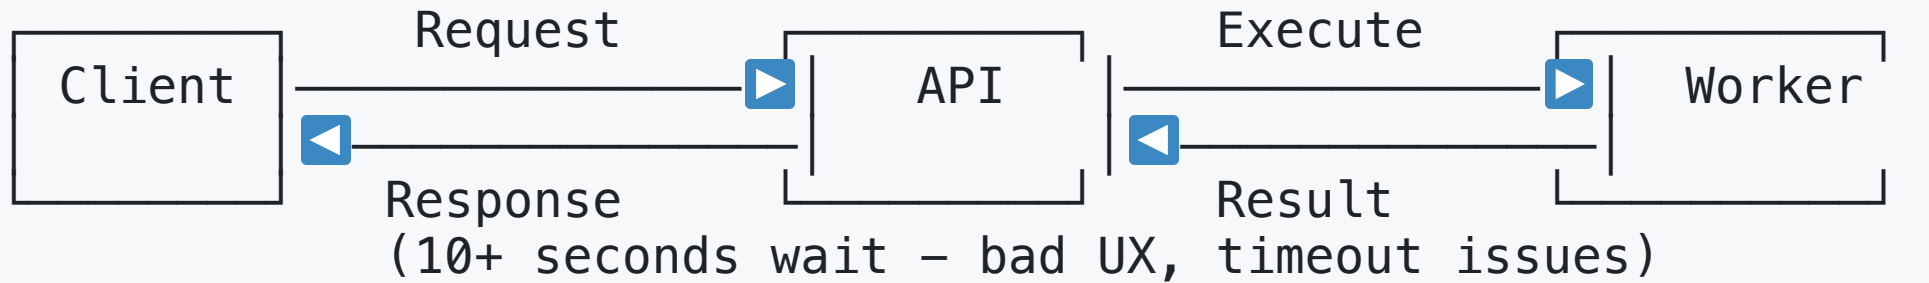 Request Execute
Client API Worker
Response Result
(10+ seconds wait – bad UX, timeout issues)